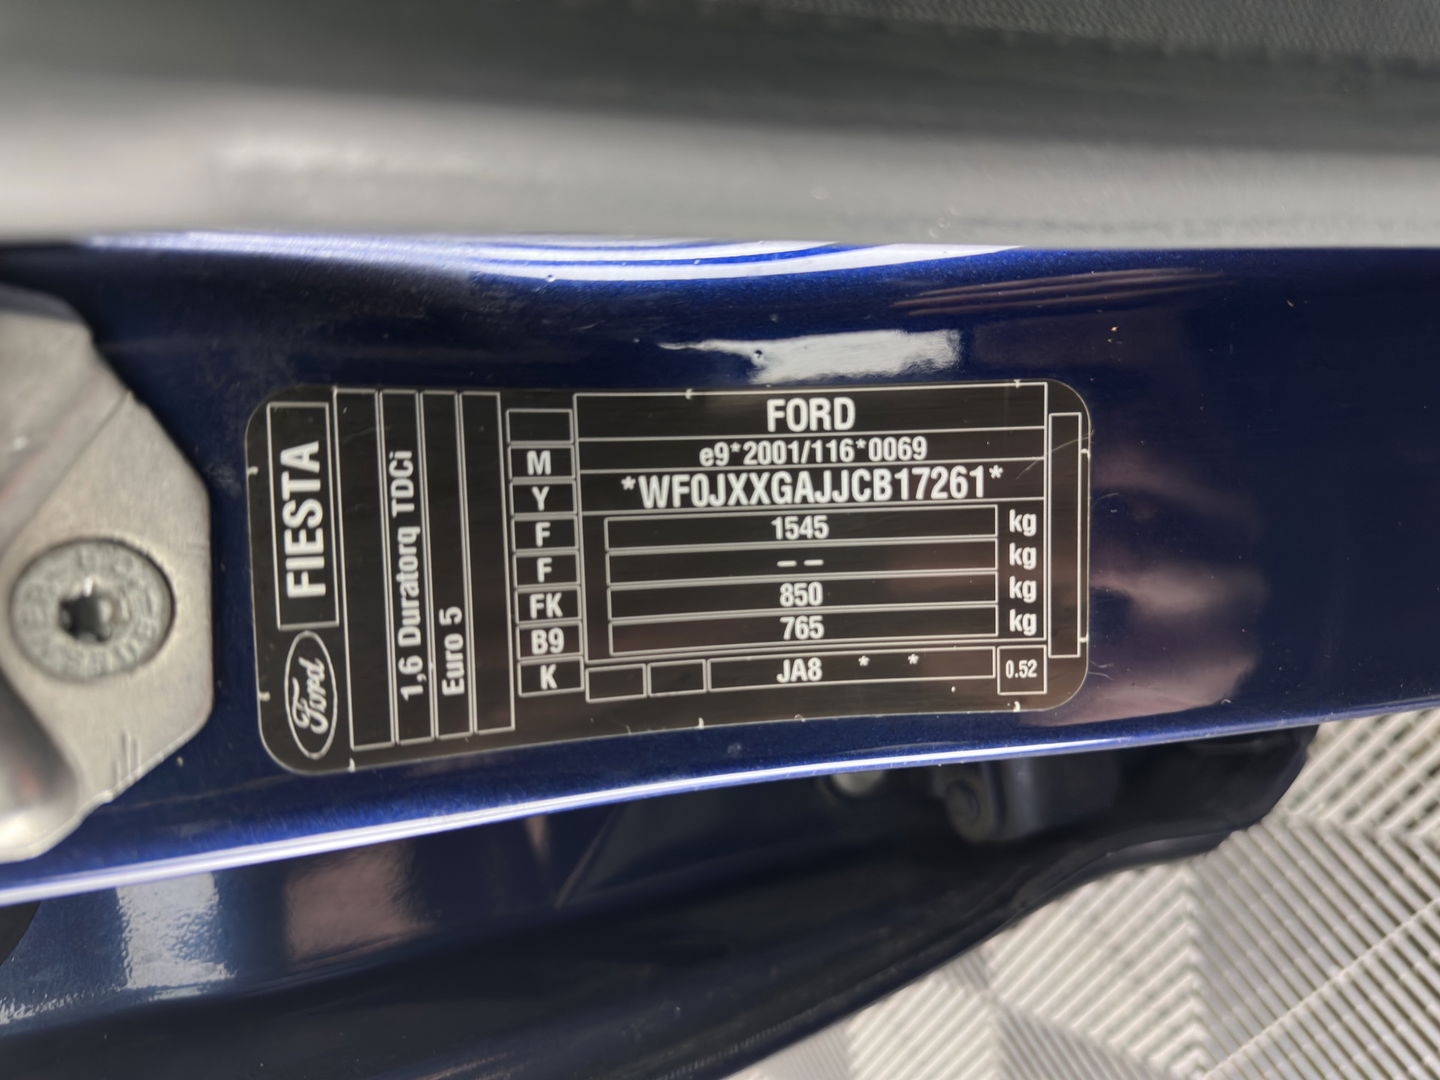 FORD
e9*2001/116*0069
*WF0JXXGAJJCB17261*
1545 kg
-- kg
850 kg
765 kg
JA8 * *
0.52
M
Y
F
F
FK
B9
K
Ford FIESTA
1,6 Duratorq TDCi
Euro 5